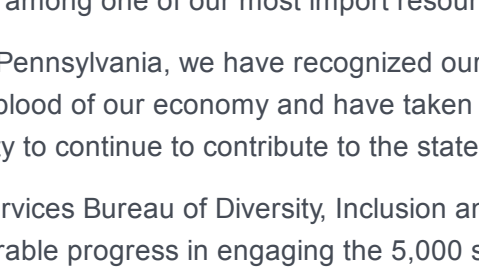 among one of our most import resour
Pennsylvania, we have recognized our
blood of our economy and have taken
ty to continue to contribute to the state
rvices Bureau of Diversity, Inclusion an
rable progress in engaging the 5,000 s